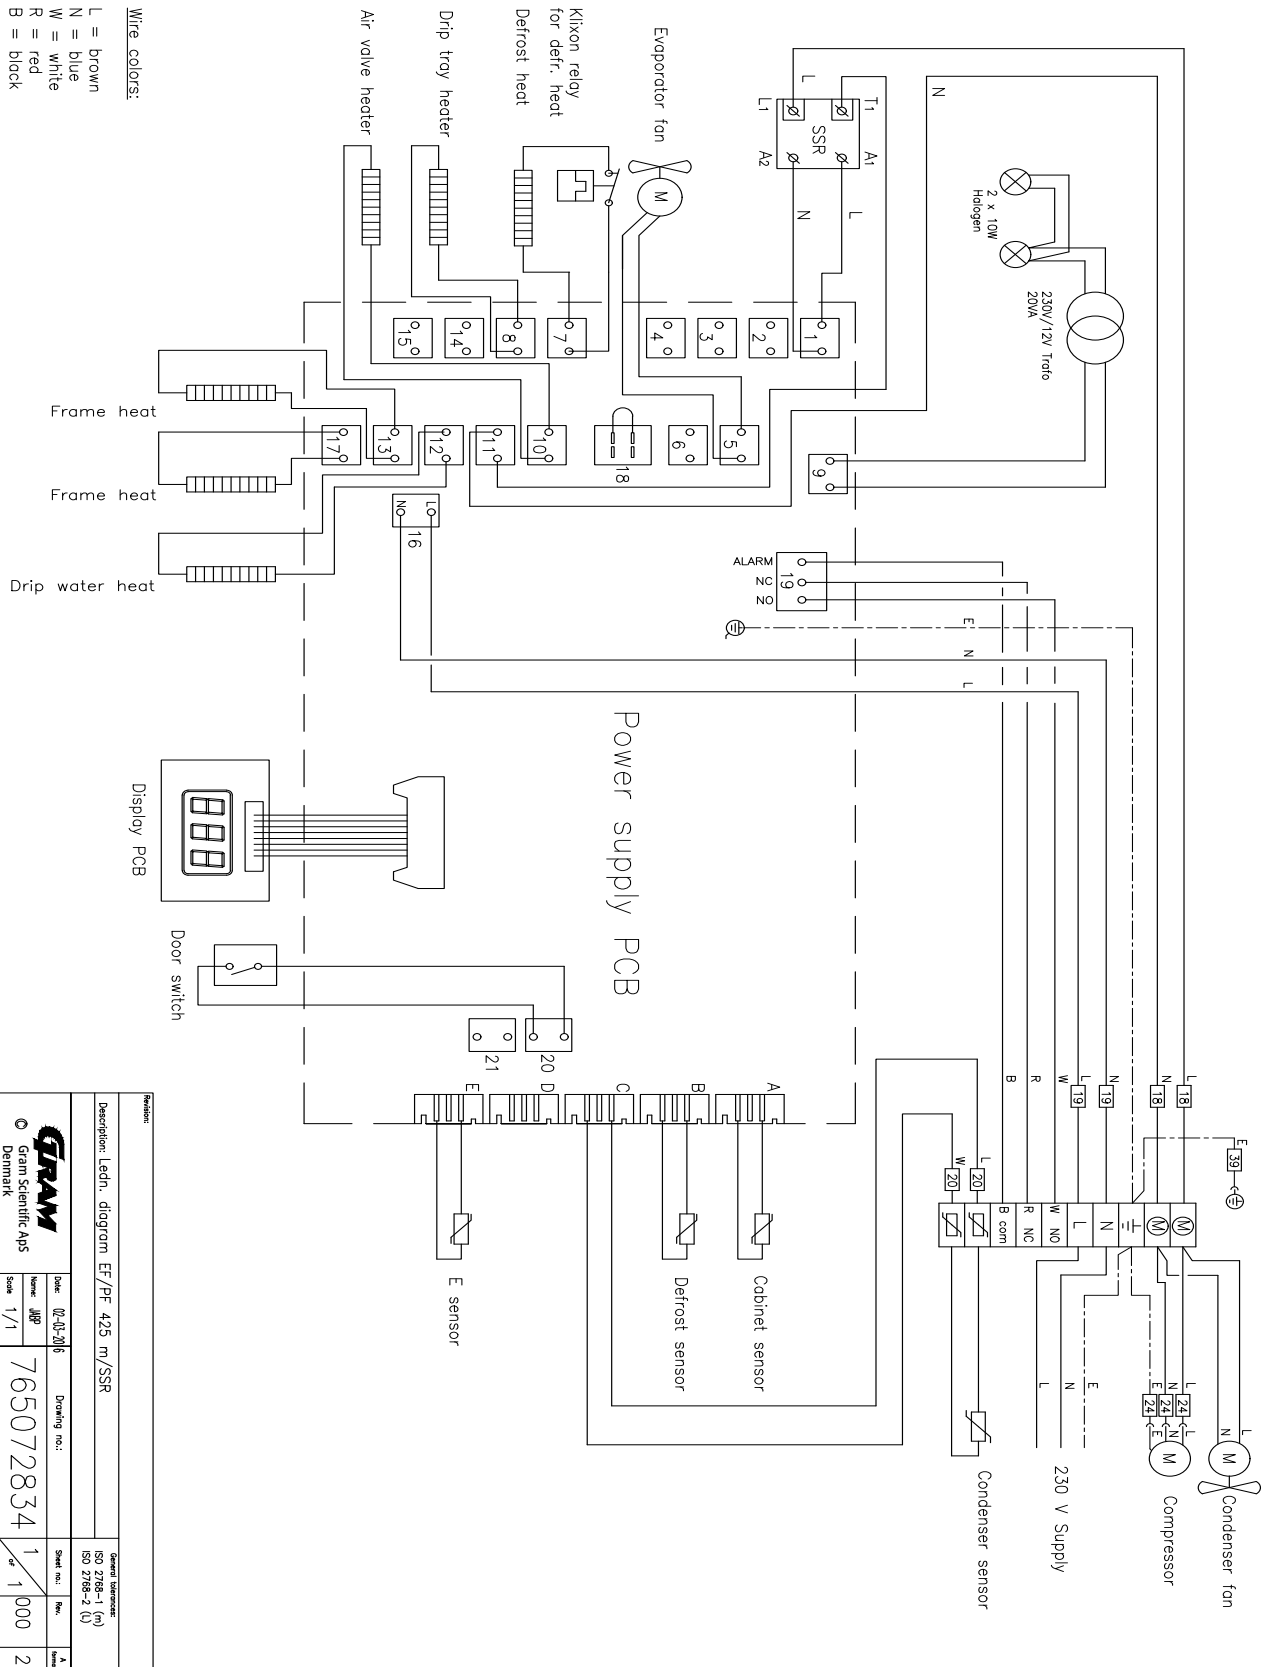 Wire colors:
L = brown
N = blue
W = white
R = red
B = black
Air valve heater
Drip tray heater
Defrost heat
Klixon relay
for defr. heat
Evaporator fan
M
L
L1
T1
SSR
A2
A1
N
L
N
2 x 10W
Halogen
230V/12V Trafo
20VA
15
14
8
7
4
3
2
1
17
13
12
11
10
18
6
5
9
Frame heat
Frame heat
Drip water heat
NO
LO
16
ALARM
NC
NO
19
E
N
L
Power supply PCB
Display PCB
Door switch
21
20
E
D
C
B
A
E sensor
Defrost sensor
Cabinet sensor
B
R
W
L
N
N
L
19
19
18
18
E
39
W
L
20
20
B com
R NC
W NO
L
N
M
M
L
N
E
E
N
L
24
24
24
E
N
L
M
N
L
M
Condenser sensor
230 V Supply
Compressor
Condenser fan
Revision:
Description: Ledn. diagram EF/PF 425 m/SSR
General tolerances:
ISO 2768-1 (m)
ISO 2768-2 (L)
GRAM
© Gram Scientific ApS
Denmark
Date: 02-03-2016
Name: JABP
Scale 1/1
Drawing no.:
765072834
Sheet no.:
1 OF 1
Rev.
000
A
2